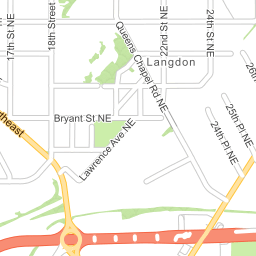 17th St NE
18th Street
Queens Chapel Rd NE
22nd St NE
24th St NE
Langdon
Bryant St NE
Lawrence Ave NE
25th Pl NE
24th Pl NE